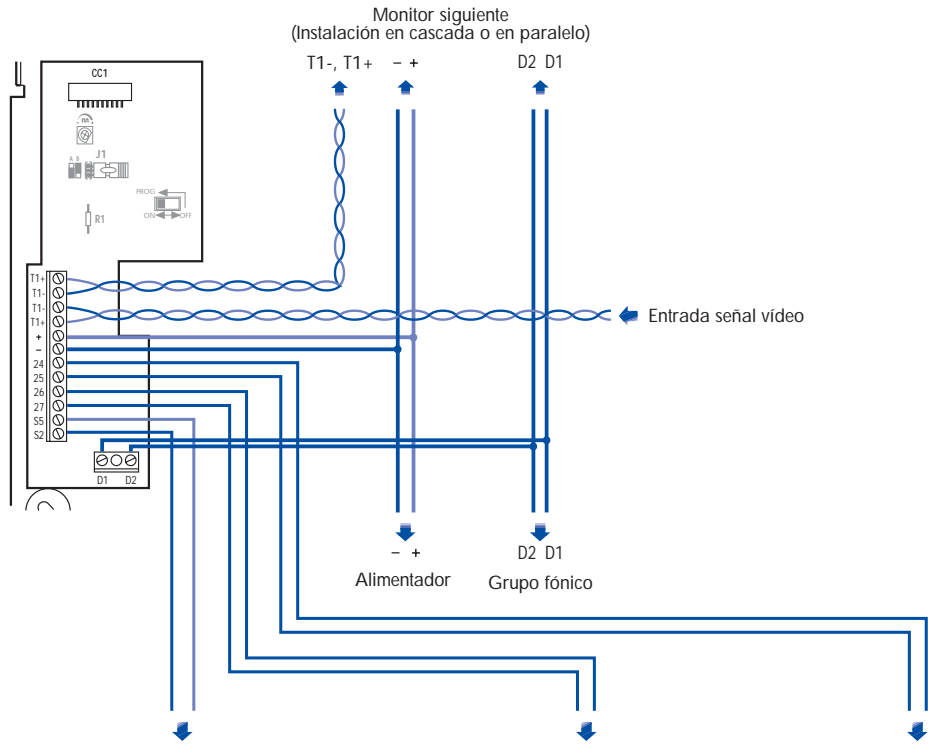 Monitor siguiente
(Instalación en cascada o en paralelo)
T1-, T1+
– +
D2 D1
CC1
J1
A B
PROG
ON
OFF
R1
T1+
T1-
T1-
T1+
+
–
24
25
26
27
S5
S2
D1 D2
Entrada señal vídeo
– +
D2 D1
Alimentador
Grupo fónico